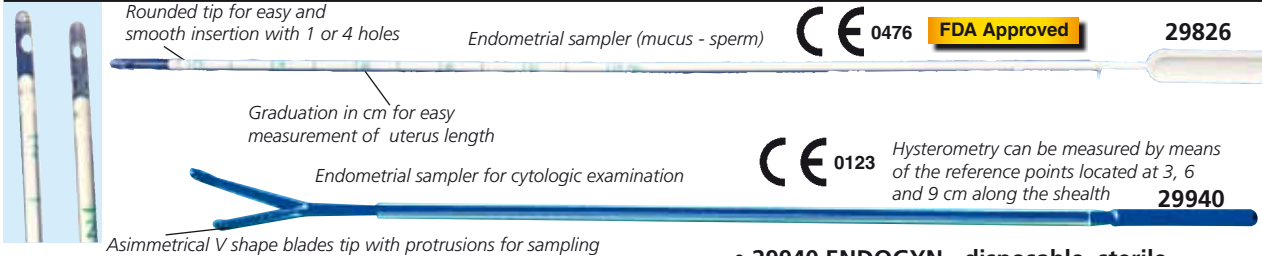 Rounded tip for easy and
smooth insertion with 1 or 4 holes
Endometrial sampler (mucus - sperm)
CE 0476
FDA Approved
29826
Graduation in cm for easy
measurement of uterus length
CE 0123
Hysterometry can be measured by means
of the reference points located at 3, 6
and 9 cm along the shealth
29940
Endometrial sampler for cytologic examination
Asimmetrical V shape blades tip with protrusions for sampling